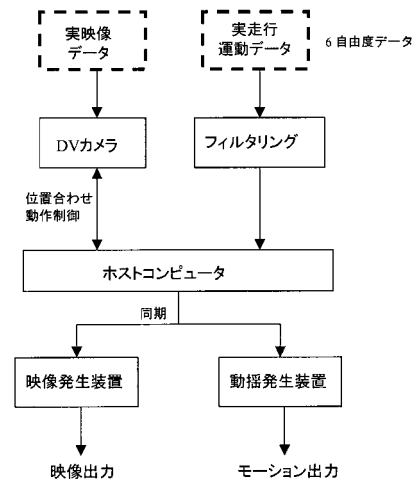 実映像
データ
実走行
運動データ
6 自由度データ
DVカメラ
フィルタリング
位置合わせ
動作制御
ホストコンピュータ
同期
映像発生装置
動揺発生装置
映像出力
モーション出力